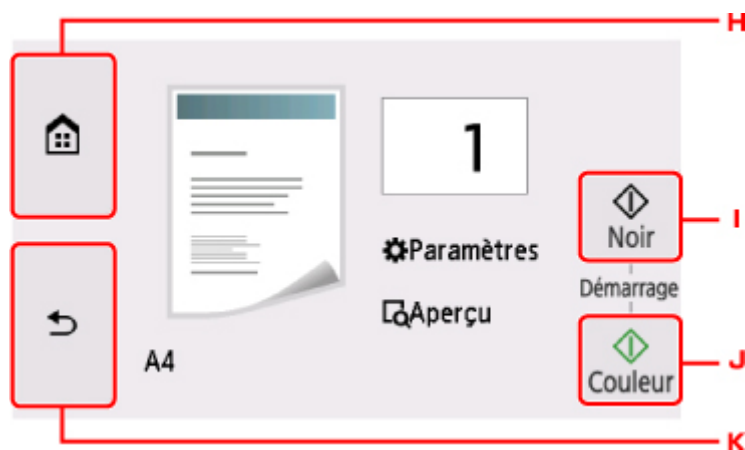 H
1
Noir
I
Paramètres
Démarrage
Aperçu
A4
Couleur
J
K